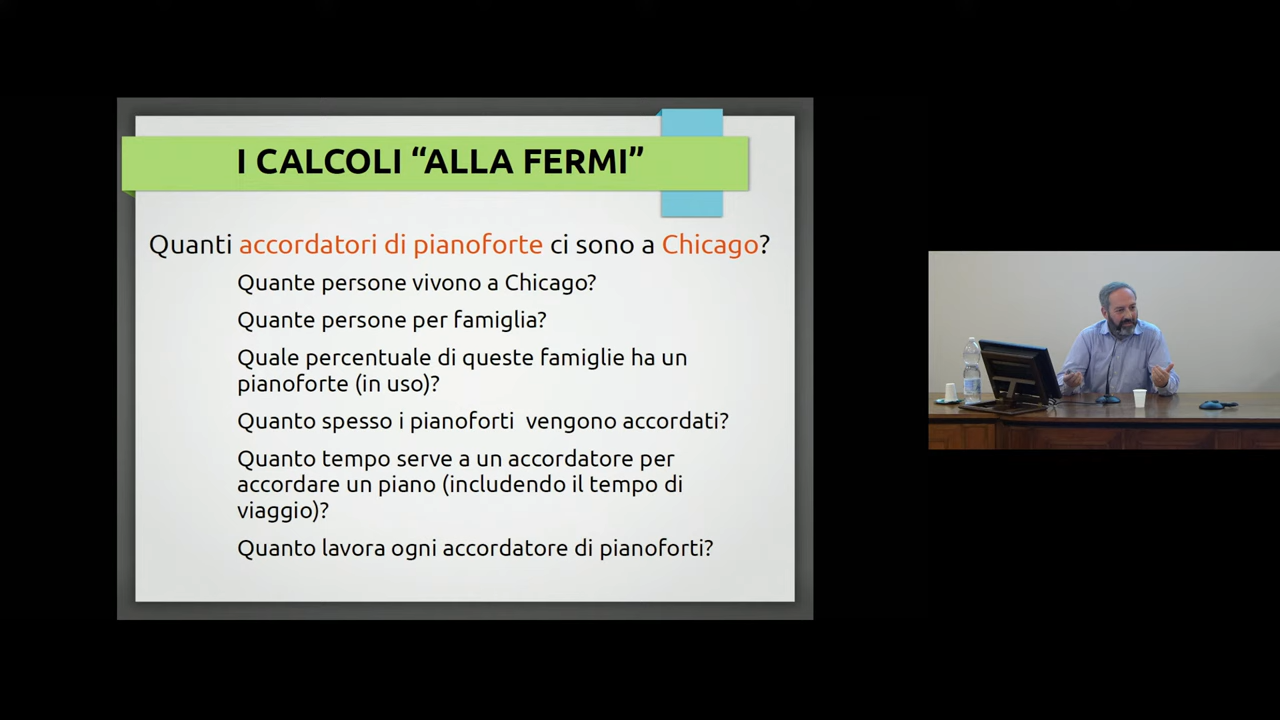 I CALCOLI “ALLA FERMI”
Quanti accordatori di pianoforte ci sono a Chicago?
Quante persone vivono a Chicago?
Quante persone per famiglia?
Quale percentuale di queste famiglie ha un
pianoforte (in uso)?
Quanto spesso i pianoforti  vengono accordati?
Quanto tempo serve a un accordatore per
accordare un piano (includendo il tempo di
viaggio)?
Quanto lavora ogni accordatore di pianoforti?